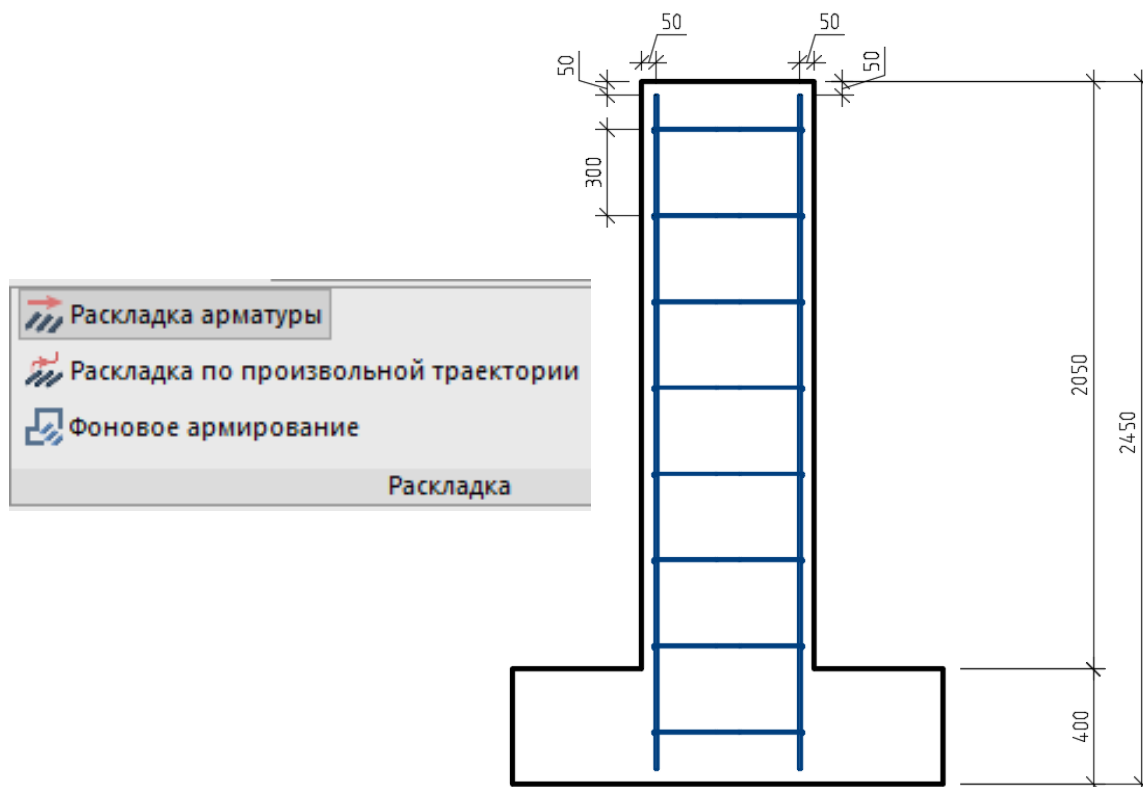 50
50
50
50
300
Раскладка арматуры
Раскладка по произвольной траектории
Фоновое армирование
Раскладка
2050
2450
400